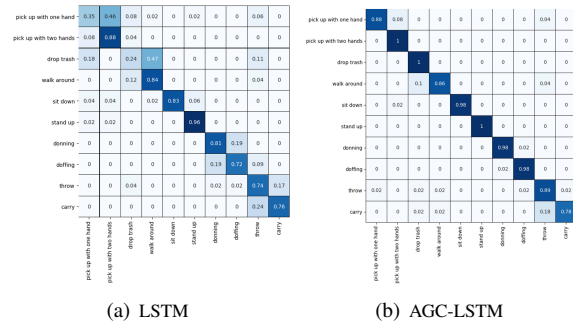 pick up with one hand 0.35 0.46 0.08 0.02 0 0.02 0 0 0.06 0
pick up with two hands 0.08 0.88 0.04 0 0 0 0 0 0 0
drop trash 0.18 0 0.24 0.47 0 0 0 0 0.11 0
walk around 0 0 0.12 0.84 0 0 0 0 0.04 0
sit down 0.04 0.04 0 0.02 0.83 0.06 0 0 0 0
stand up 0.02 0.02 0 0 0 0.96 0 0 0 0
donning 0 0 0 0 0 0 0.81 0.19 0 0
doffing 0 0 0 0 0 0 0.19 0.72 0.09 0
throw 0 0 0.04 0 0 0 0.02 0.02 0.74 0.17
carry 0 0 0 0 0 0 0 0 0.24 0.76
pick up with one hand
pick up with two hands
drop trash
walk around
sit down
stand up
donning
doffing
throw
carry
(a) LSTM
pick up with one hand 0.88 0.08 0 0 0 0 0 0 0.04 0
pick up with two hands 0 1 0 0 0 0 0 0 0 0
drop trash 0 0 1 0 0 0 0 0 0 0
walk around 0 0 0.1 0.86 0 0 0 0 0.04 0
sit down 0 0.02 0 0 0.98 0 0 0 0 0
stand up 0 0 0 0 0 1 0 0 0 0
donning 0 0 0 0 0 0 0.98 0.02 0 0
doffing 0 0 0 0 0 0 0.02 0.98 0 0
throw 0.02 0 0.02 0.02 0 0 0 0.02 0.89 0.02
carry 0 0 0.02 0.02 0 0 0 0 0.18 0.78
pick up with one hand
pick up with two hands
drop trash
walk around
sit down
stand up
donning
doffing
throw
carry
(b) AGC-LSTM